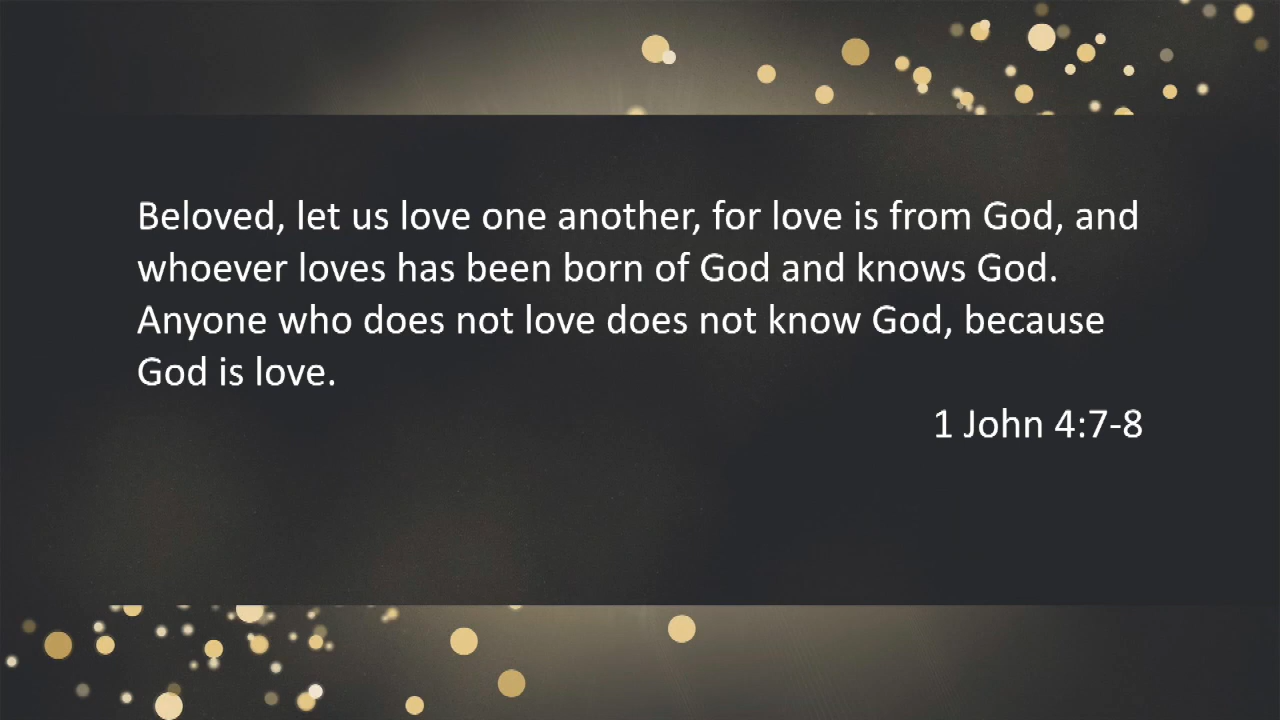 Beloved, let us love one another, for love is from God, and
whoever loves has been born of God and knows God.
Anyone who does not love does not know God, because
God is love.
1 John 4:7-8